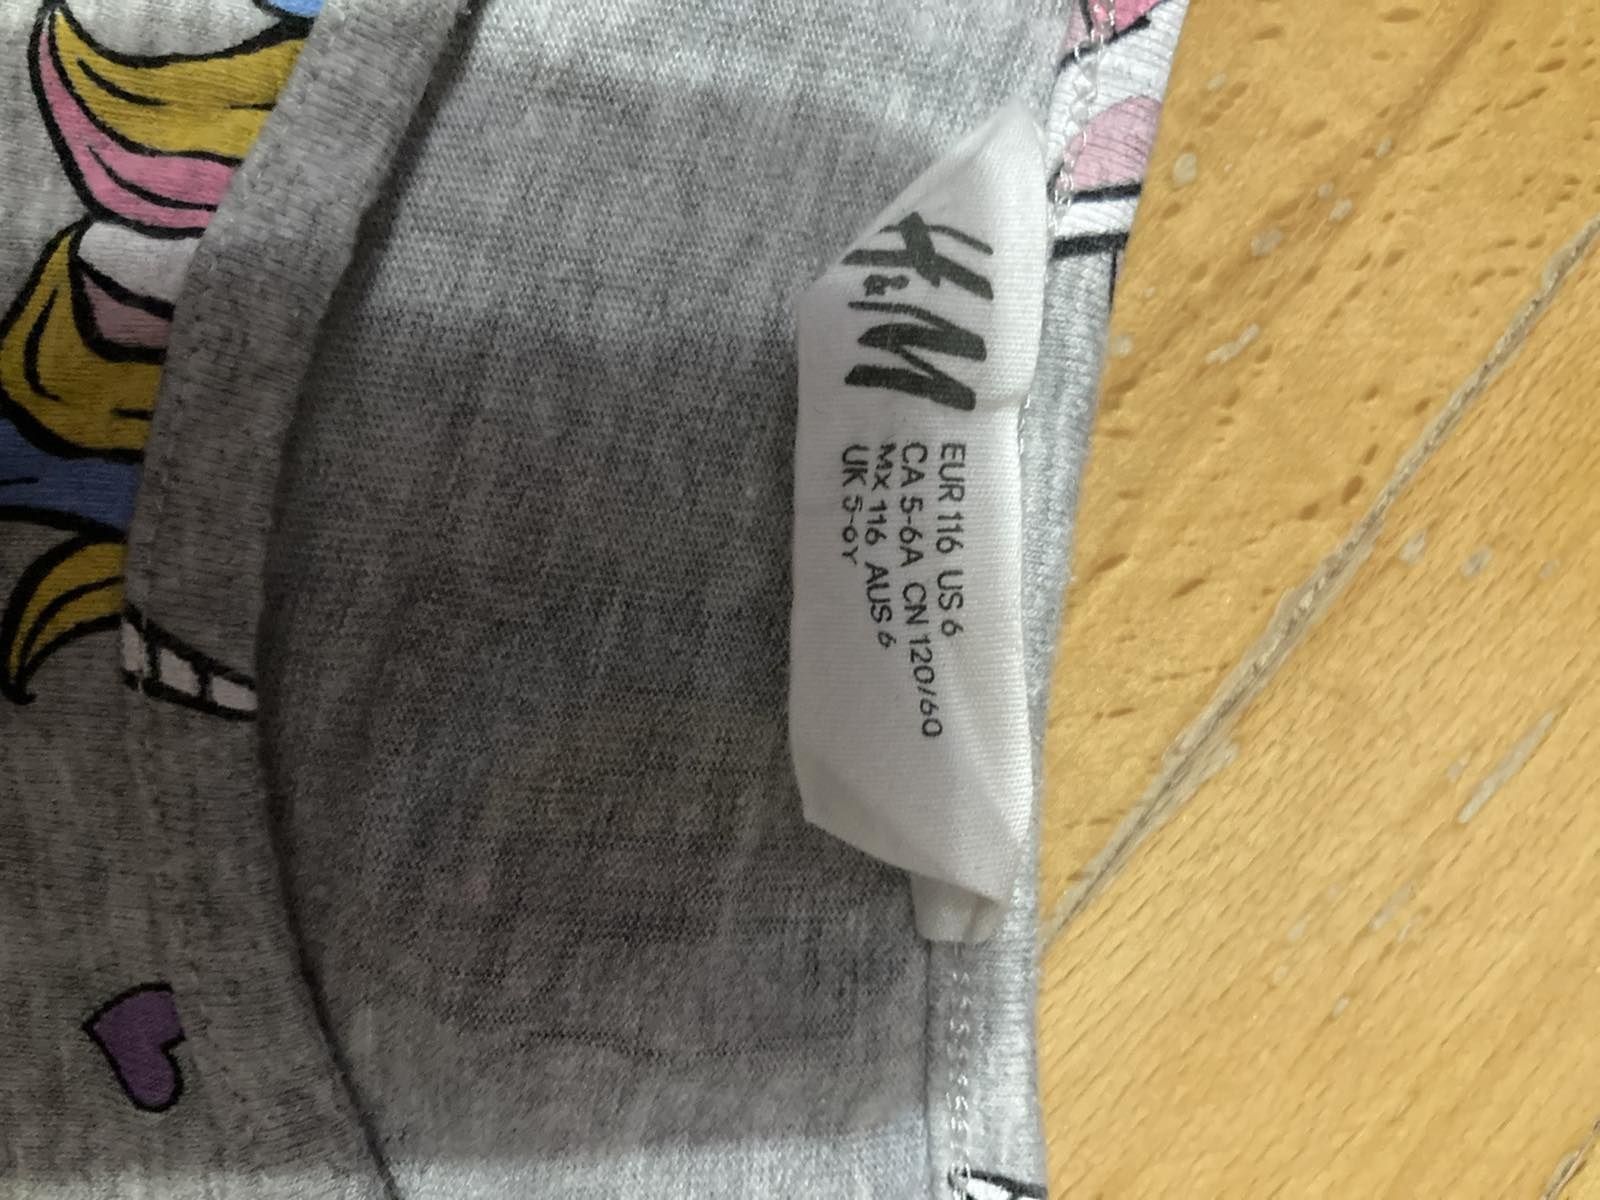 H&M
EUR 116 US 6
CA 5-6A CN 120/60
MX 116 AUS 6
UK 5-6Y